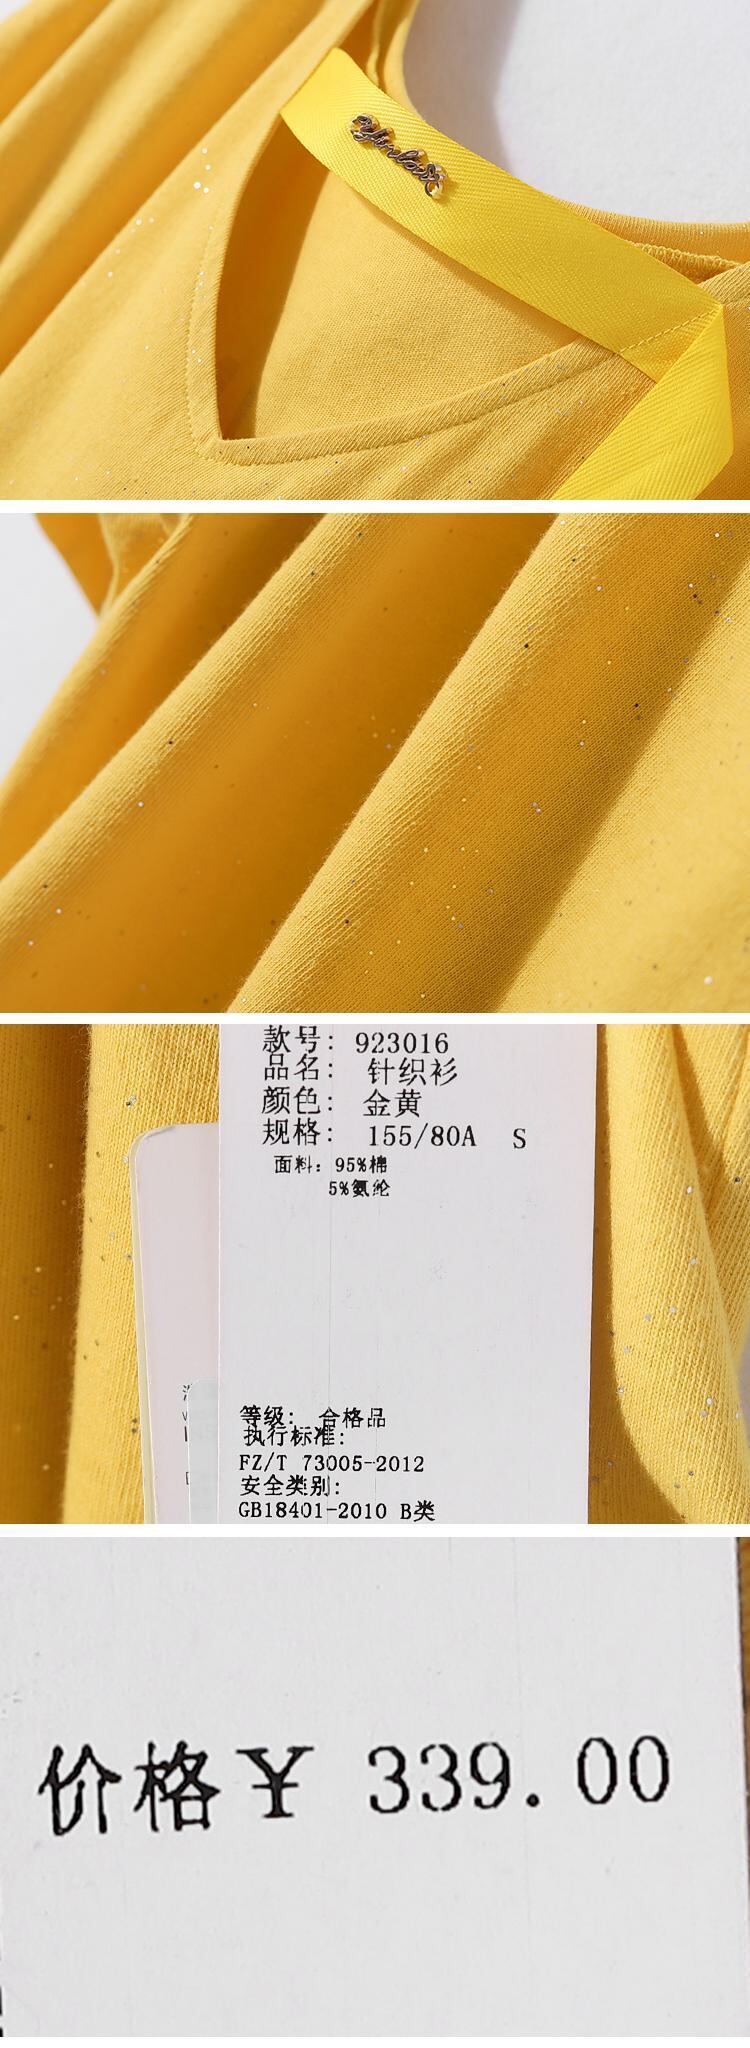 款号: 923016
品名: 针织衫
颜色: 金黄
规格: 155/80A S
面料: 95%棉
5%氨纶
等级: 合格品
执行标准:
FZ/T 73005-2012
安全类别:
GB18401-2010 B类
价格¥ 339.00